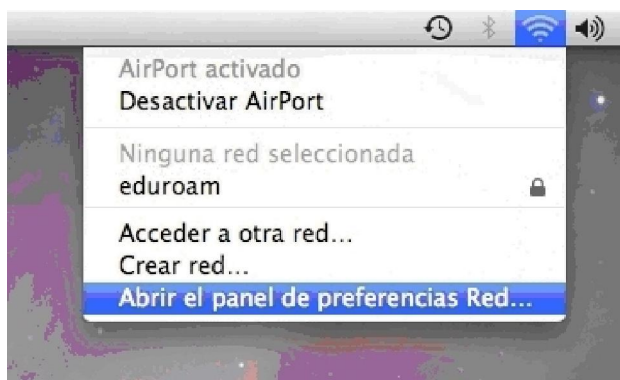 AirPort activado
Desactivar AirPort
Ninguna red seleccionada
eduroam
Acceder a otra red...
Crear red...
Abrir el panel de preferencias Red...